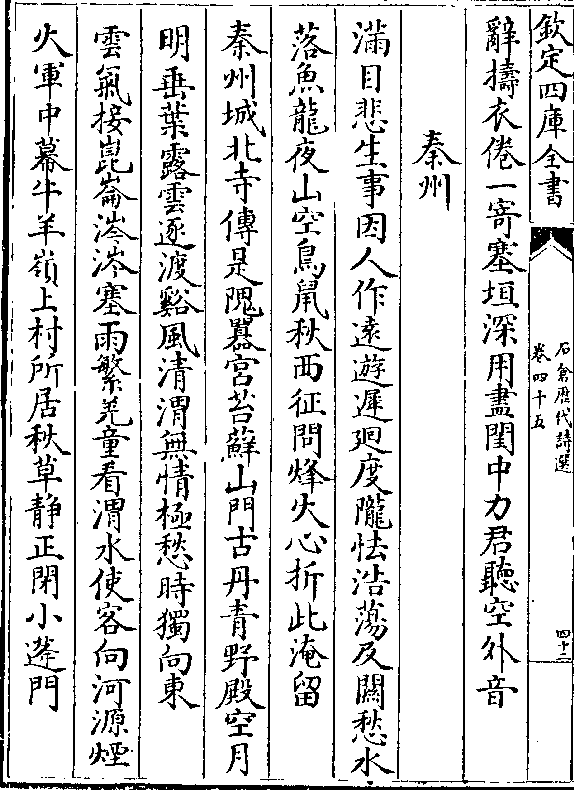 欽定四庫全書
石倉歴代詩選
卷四十五
四十二
辭擣衣倦一寄塞垣深用盡閨中力君聽空外音
秦州
滿目悲生事因人作逺遊遲廻度隴怯浩蕩及關愁水
落魚龍夜山空鳥鼠秋西征問烽火心折此淹留
秦州城北寺傳是隗囂宮苔蘚山門古丹青野殿空月
明垂葉露雲逐渡谿風清渭無情極愁時獨向東
雲氣接崑崙涔涔塞雨繁羌童看渭水使客向河源煙
火軍中幕牛羊嶺上村所居秋草靜正閉小蓬門